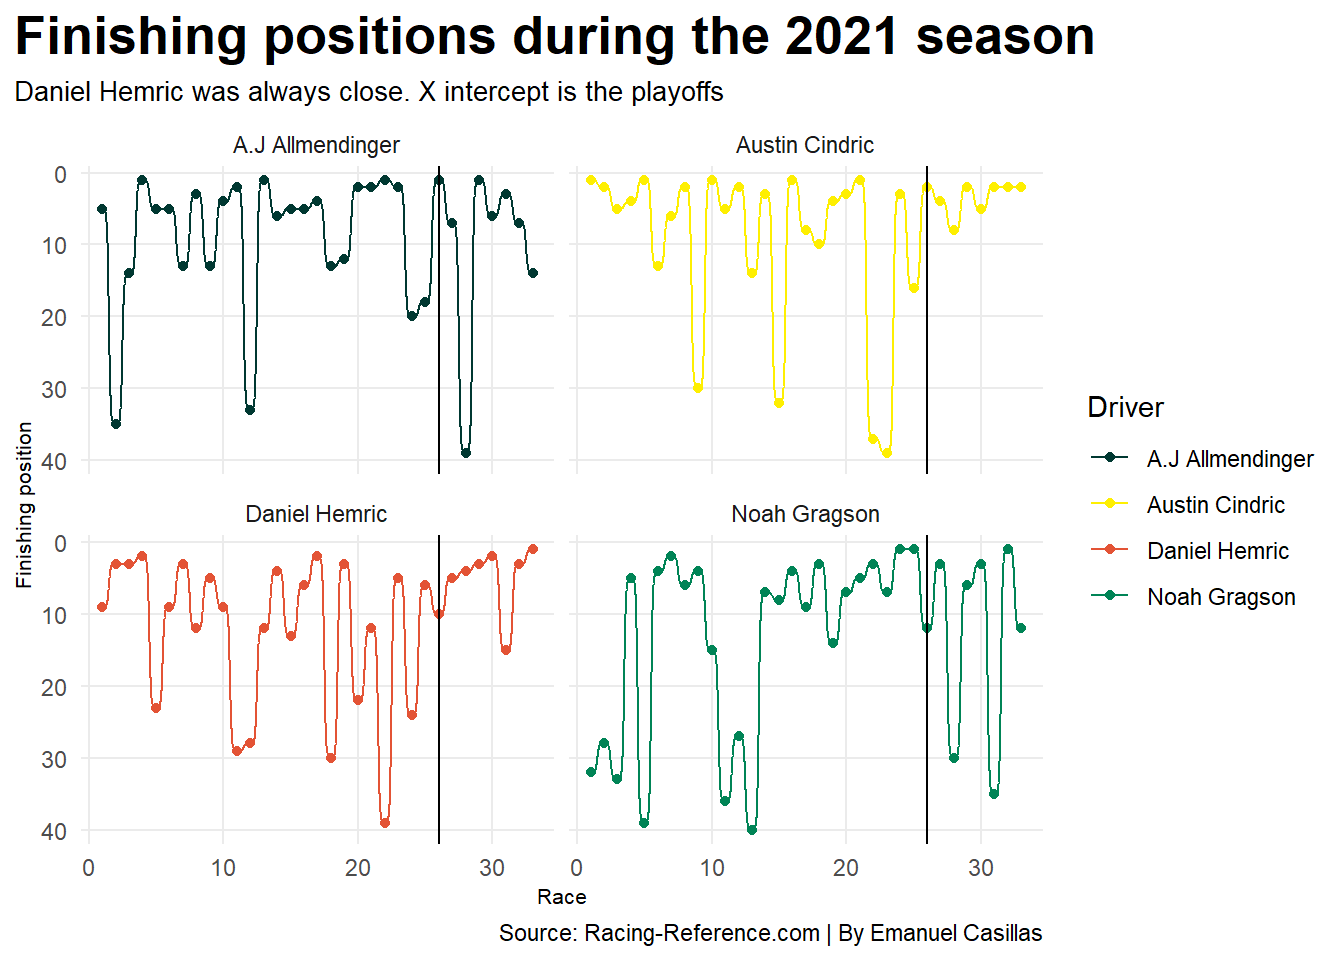 Finishing positions during the 2021 season
Daniel Hemric was always close. X intercept is the playoffs
A.J Allmendinger
Austin Cindric
0
10
20
30
40
Finishing position
Daniel Hemric
Noah Gragson
0
10
20
30
40
0
10
20
30
0
10
20
30
Race
Driver
A.J Allmendinger
Austin Cindric
Daniel Hemric
Noah Gragson
Source: Racing-Reference.com | By Emanuel Casillas